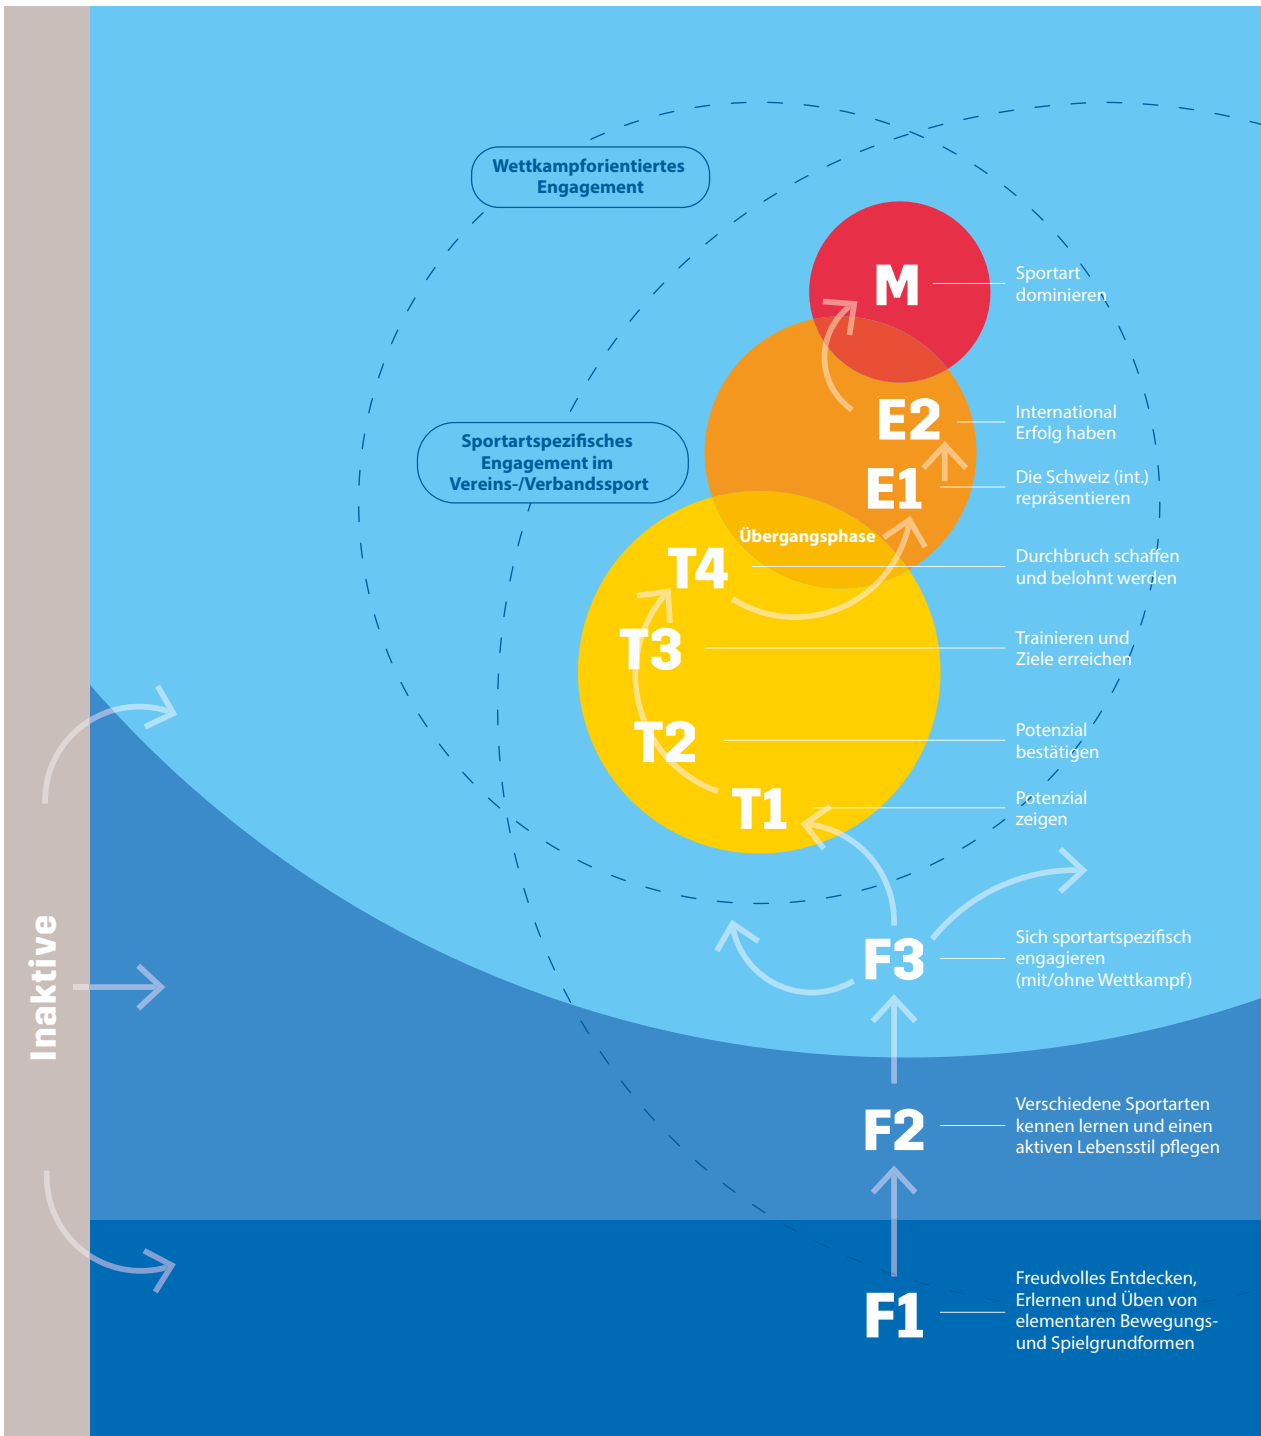 Wettkampforientiertes
Engagement
M
Sportart
dominieren
E2
International
Erfolg haben
Sportartspezifisches
Engagement im
Vereins-/Verbandssport
E1
Die Schweiz (int.)
repräsentieren
Übergangsphase
T4
Durchbruch schaffen
und belohnt werden
T3
Trainieren und
Ziele erreichen
T2
Potenzial
bestätigen
T1
Potenzial
zeigen
Inaktive
F3
Sich sportartspezifisch
engagieren
(mit/ohne Wettkampf)
F2
Verschiedene Sportarten
kennen lernen und einen
aktiven Lebensstil pflegen
F1
Freudvolles Entdecken,
Erlernen und Üben von
elementaren Bewegungs-
und Spielgrundformen